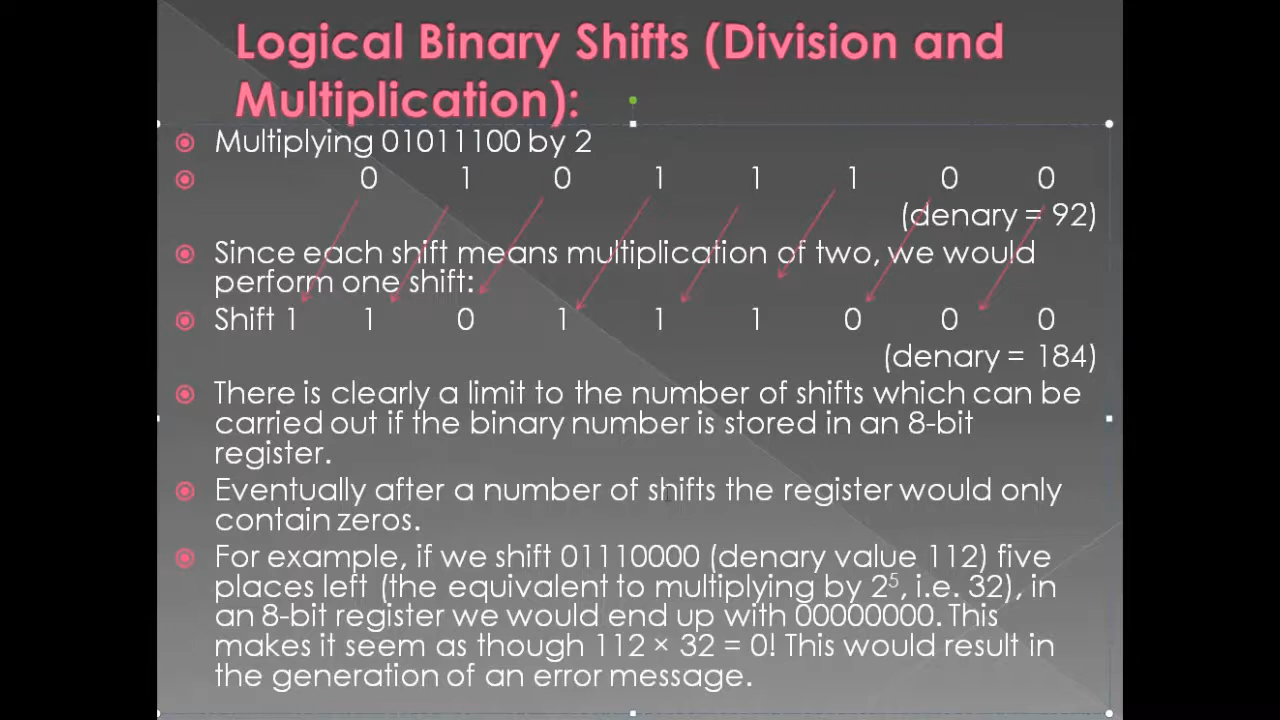 Logical Binary Shifts (Division and
Multiplication):
Multiplying 01011100 by 2
0 1 0 1 1 1 0 0
(denary = 92)
Since each shift means multiplication of two, we would
perform one shift:
Shift 1 1 0 1 1 1 0 0 0
(denary = 184)
There is clearly a limit to the number of shifts which can be
carried out if the binary number is stored in an 8-bit
register.
Eventually after a number of shifts the register would only
contain zeros.
For example, if we shift 01110000 (denary value 112) five
places left (the equivalent to multiplying by 2⁵, i.e. 32), in
an 8-bit register we would end up with 00000000. This
makes it seem as though 112 × 32 = 0! This would result in
the generation of an error message.